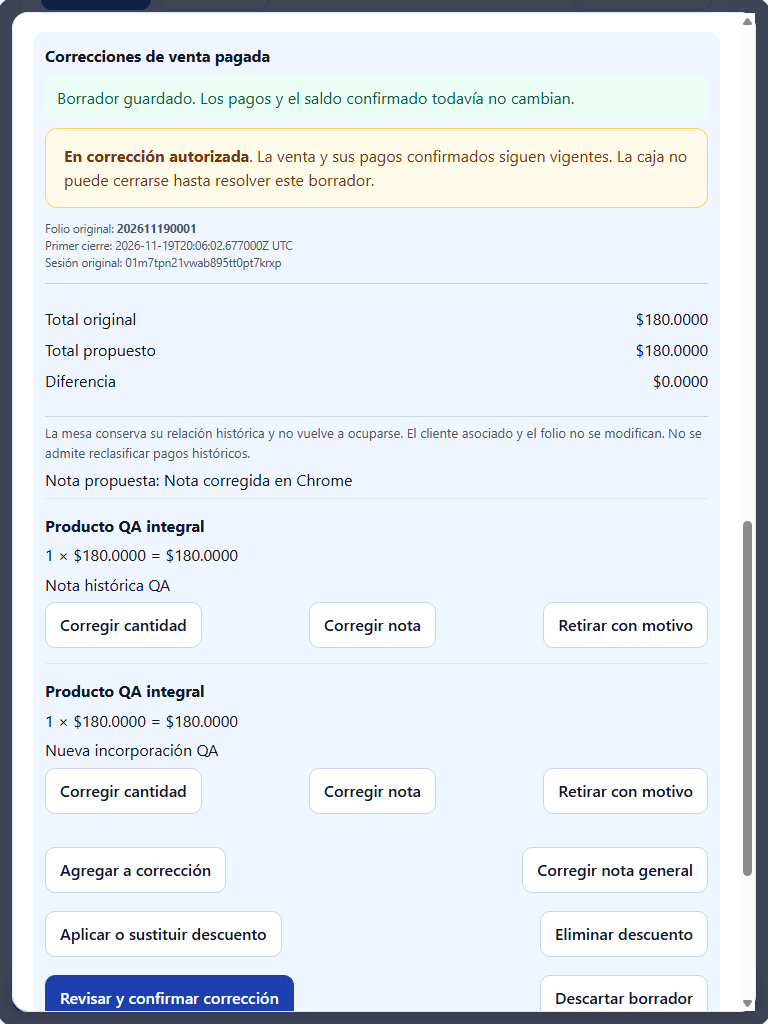 Correcciones de venta pagada
Borrador guardado. Los pagos y el saldo confirmado todavía no cambian.
En corrección autorizada. La venta y sus pagos confirmados siguen vigentes. La caja no
puede cerrarse hasta resolver este borrador.
Folio original: 202611190001
Primer cierre: 2026-11-19T20:06:02.677000Z UTC
Sesión original: 01m7tpn21vwab895tt0pt7krxp
Total original $180.0000
Total propuesto $180.0000
Diferencia $0.0000
La mesa conserva su relación histórica y no vuelve a ocuparse. El cliente asociado y el folio no se modifican. No se
admite reclasificar pagos históricos.
Nota propuesta: Nota corregida en Chrome
Producto QA integral
1 × $180.0000 = $180.0000
Nota histórica QA
Corregir cantidad Corregir nota Retirar con motivo
Producto QA integral
1 × $180.0000 = $180.0000
Nueva incorporación QA
Corregir cantidad Corregir nota Retirar con motivo
Agregar a corrección Corregir nota general
Aplicar o sustituir descuento Eliminar descuento
Revisar y confirmar corrección Descartar borrador